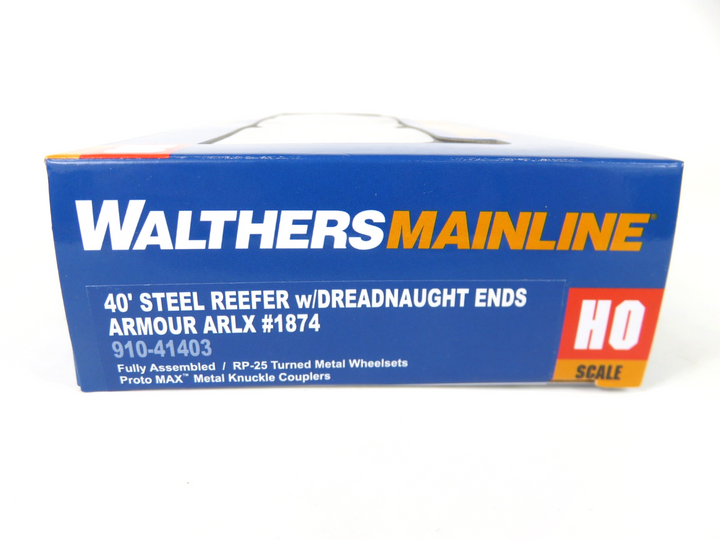 WALTHERSMAINLINE®
40' STEEL REEFER w/DREADNAUGHT ENDS
ARMOUR ARLX #1874
910-41403
Fully Assembled / RP-25 Turned Metal Wheelsets
Proto MAX™ Metal Knuckle Couplers
HO
SCALE